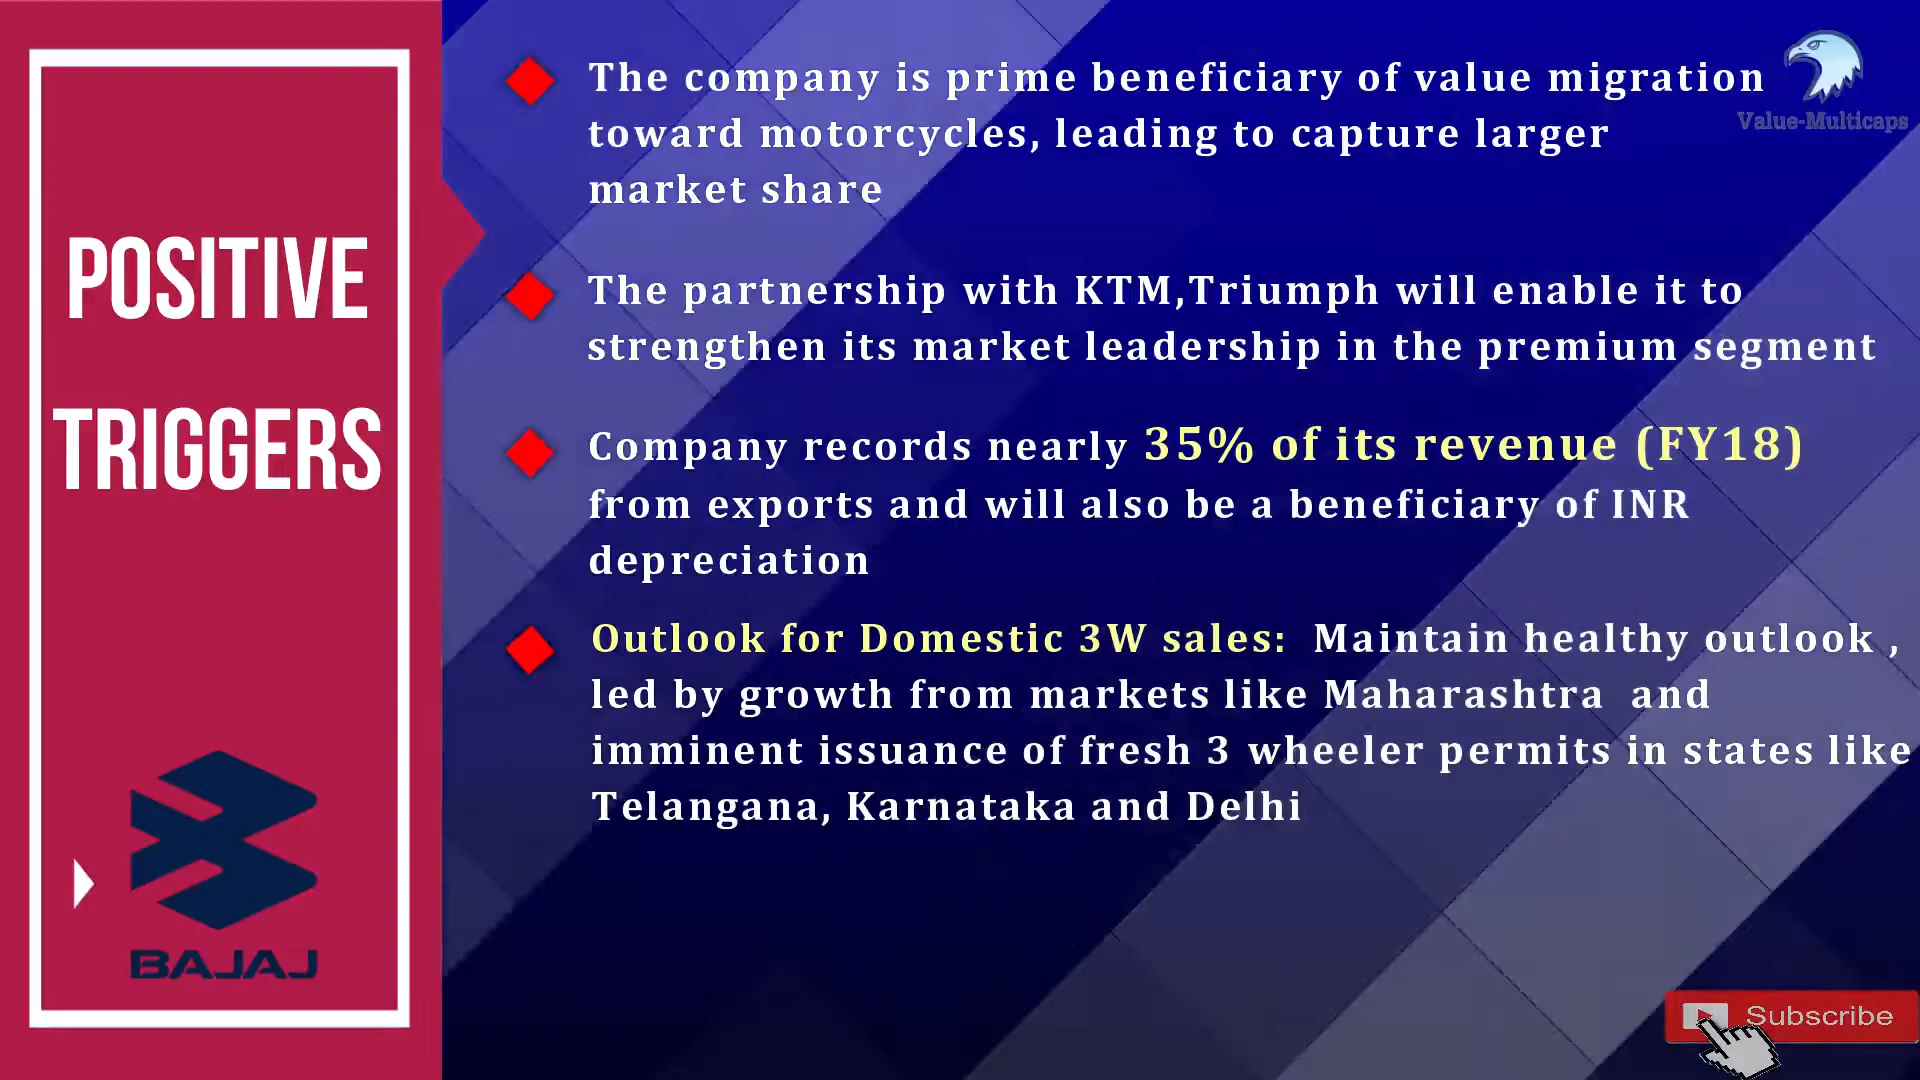 POSITIVE
TRIGGERS
BAJAJ
The company is prime beneficiary of value migration
toward motorcycles, leading to capture larger
market share
The partnership with KTM,Triumph will enable it to
strengthen its market leadership in the premium segment
Company records nearly 35% of its revenue (FY18)
from exports and will also be a beneficiary of INR
depreciation
Outlook for Domestic 3W sales: Maintain healthy outlook ,
led by growth from markets like Maharashtra and
imminent issuance of fresh 3 wheeler permits in states like
Telangana, Karnataka and Delhi
Value-Multicaps
Subscribe